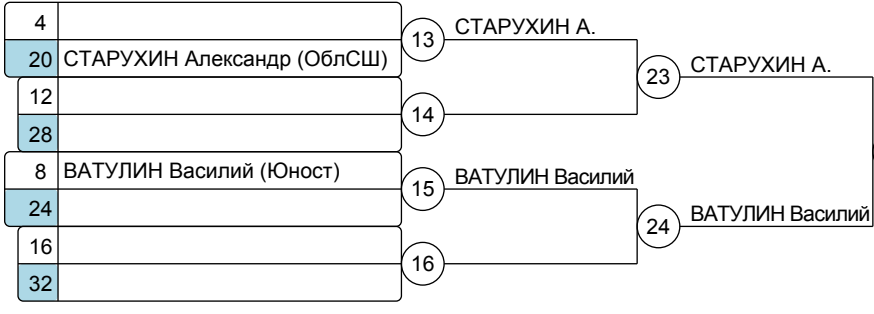 4
13 СТАРУХИН А.
20 СТАРУХИН Александр (ОблСШ)
23 СТАРУХИН А.
12
14
28
8 ВАТУЛИН Василий (Юност)
15 ВАТУЛИН Василий
24
24 ВАТУЛИН Василий
16
16
32